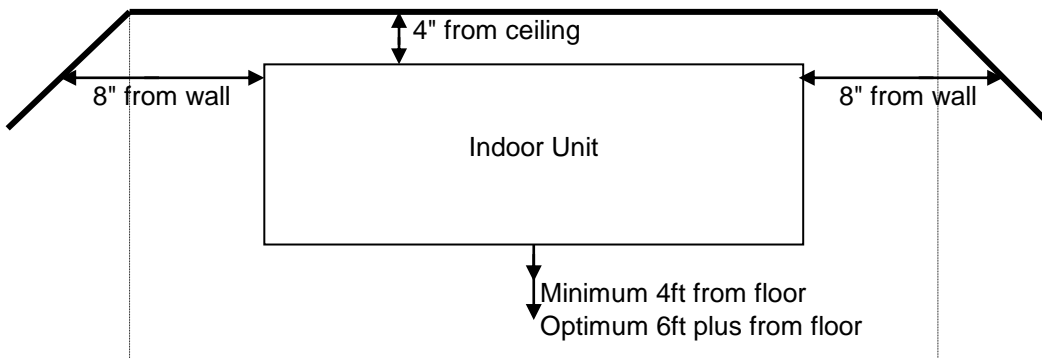 4" from ceiling
8" from wall
8" from wall
Indoor Unit
Minimum 4ft from floor
Optimum 6ft plus from floor